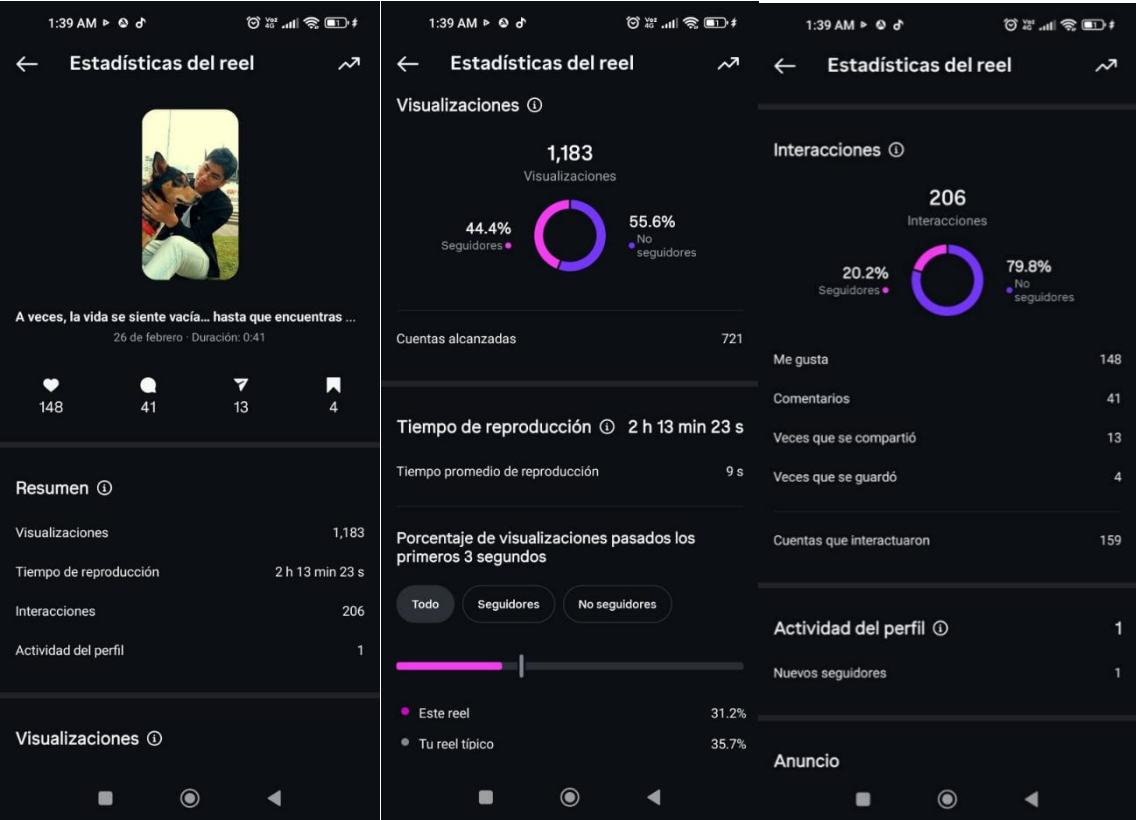 1:39 AM
Voz 4G
Estadísticas del reel
A veces, la vida se siente vacía... hasta que encuentras ...
26 de febrero · Duración: 0:41
148 41 13 4
Resumen
Visualizaciones 1,183
Tiempo de reproducción 2 h 13 min 23 s
Interacciones 206
Actividad del perfil 1
Visualizaciones
1:39 AM
Voz 4G
Estadísticas del reel
Visualizaciones
1,183
Visualizaciones
44.4%
Seguidores
55.6%
No
seguidores
Cuentas alcanzadas 721
Tiempo de reproducción 2 h 13 min 23 s
Tiempo promedio de reproducción 9 s
Porcentaje de visualizaciones pasados los
primeros 3 segundos
Todo Seguidores No seguidores
Este reel 31.2%
Tu reel típico 35.7%
1:39 AM
Voz 4G
Estadísticas del reel
Interacciones
206
Interacciones
20.2%
Seguidores
79.8%
No
seguidores
Me gusta 148
Comentarios 41
Veces que se compartió 13
Veces que se guardó 4
Cuentas que interactuaron 159
Actividad del perfil 1
Nuevos seguidores 1
Anuncio